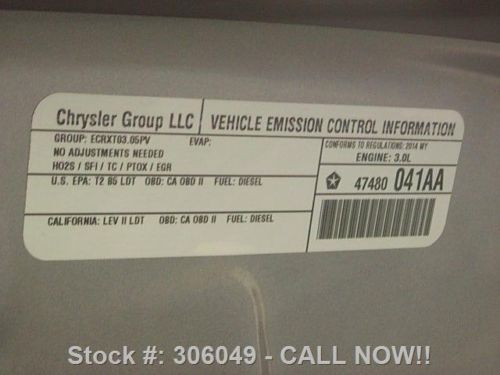 Chrysler Group LLC
VEHICLE EMISSION CONTROL INFORMATION
GROUP: ECRXT03.05PV EVAP:
NO ADJUSTMENTS NEEDED
HO2S / SFI / TC / PTOX / EGR
CONFORMS TO REGULATIONS: 2014 MY
ENGINE: 3.0L
U.S. EPA: T2 B5 LDT OBD: CA OBD II FUEL: DIESEL
47480 041AA
CALIFORNIA: LEV II LDT OBD: CA OBD II FUEL: DIESEL
Stock #: 306049 - CALL NOW!!